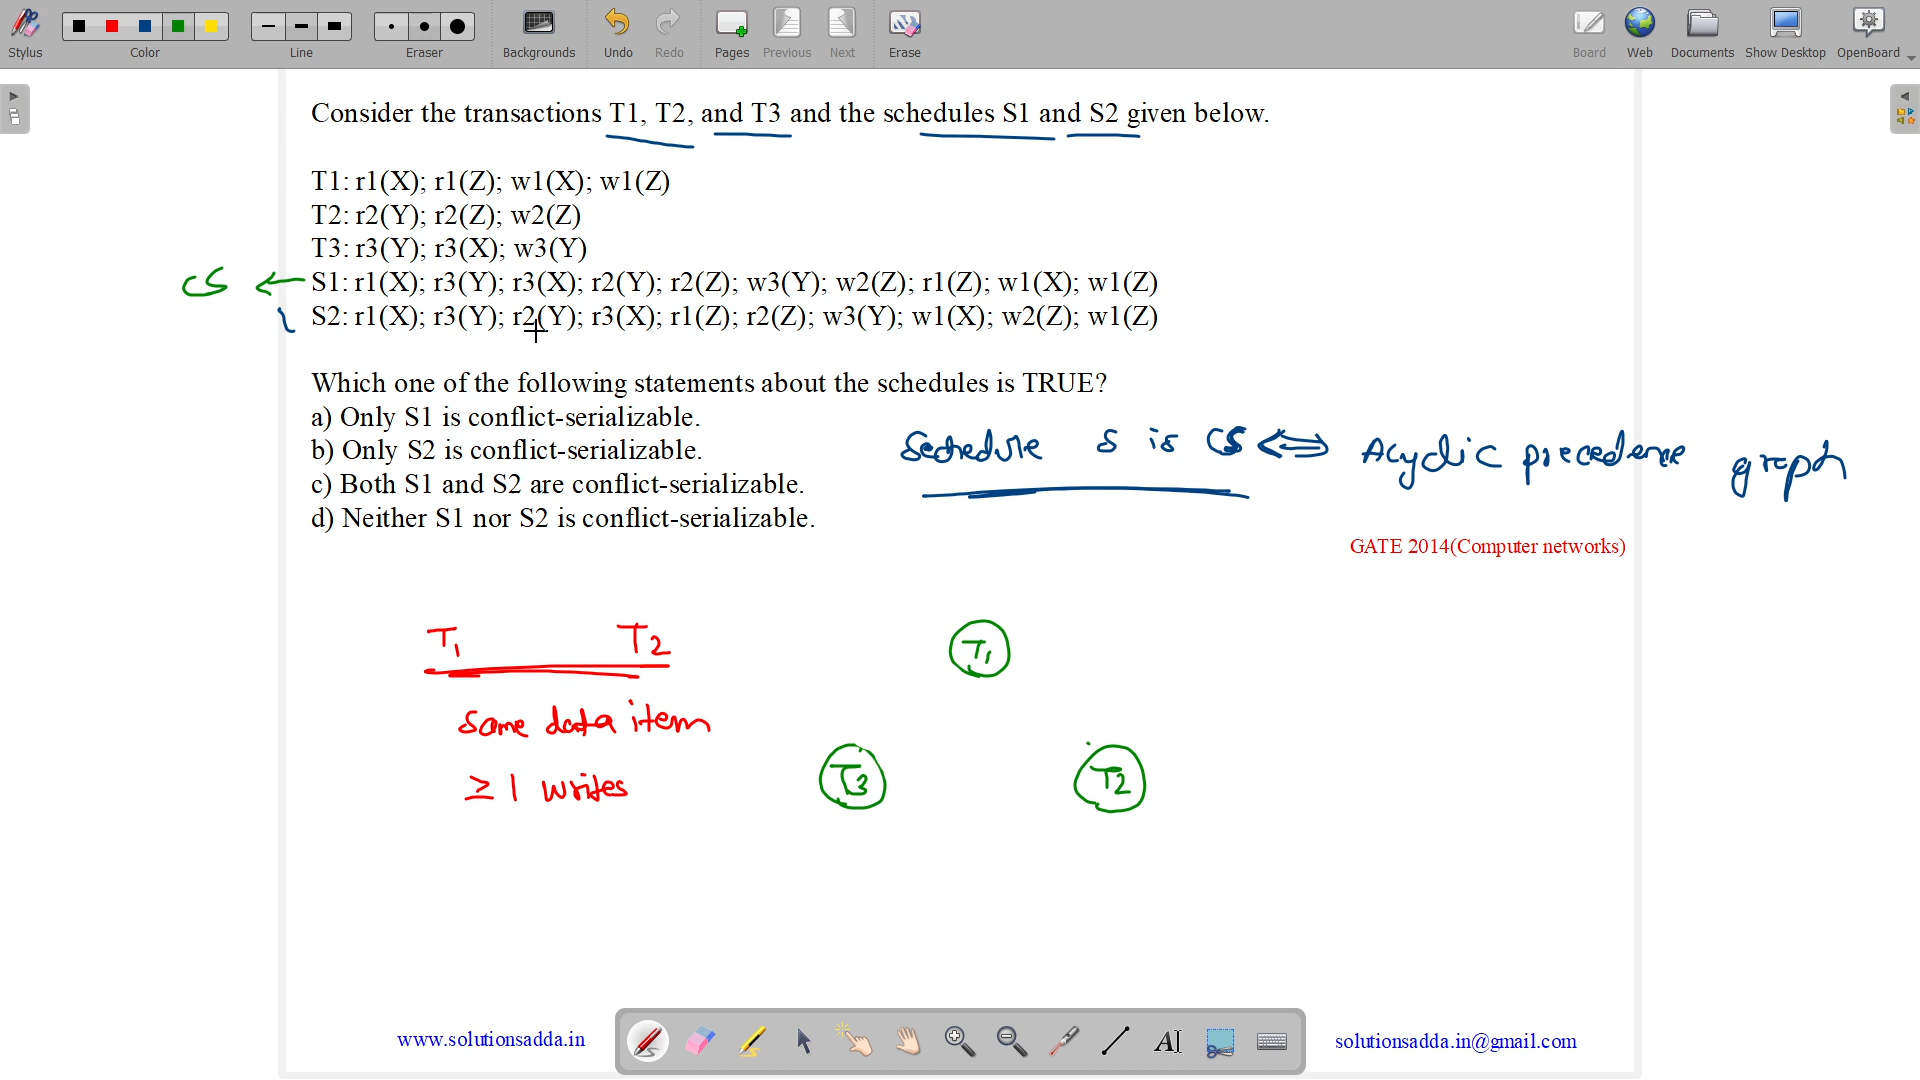 Stylus Color Line Eraser Backgrounds Undo Redo Pages Previous Next Erase Board Web Documents Show Desktop OpenBoard
Consider the transactions T1, T2, and T3 and the schedules S1 and S2 given below.
T1: r1(X); r1(Z); w1(X); w1(Z)
T2: r2(Y); r2(Z); w2(Z)
T3: r3(Y); r3(X); w3(Y)
CS ← S1: r1(X); r3(Y); r3(X); r2(Y); r2(Z); w3(Y); w2(Z); r1(Z); w1(X); w1(Z)
S2: r1(X); r3(Y); r2(Y); r3(X); r1(Z); r2(Z); w3(Y); w1(X); w2(Z); w1(Z)
Which one of the following statements about the schedules is TRUE?
a) Only S1 is conflict-serializable.
b) Only S2 is conflict-serializable.
c) Both S1 and S2 are conflict-serializable.
d) Neither S1 nor S2 is conflict-serializable.
S is CS ⟺ Acyclic precedence graph
GATE 2014(Computer networks)
T1 T2
T1
Same data item
T3 T2
≥ 1 writes
www.solutionsadda.in
AI
solutionsadda.in@gmail.com